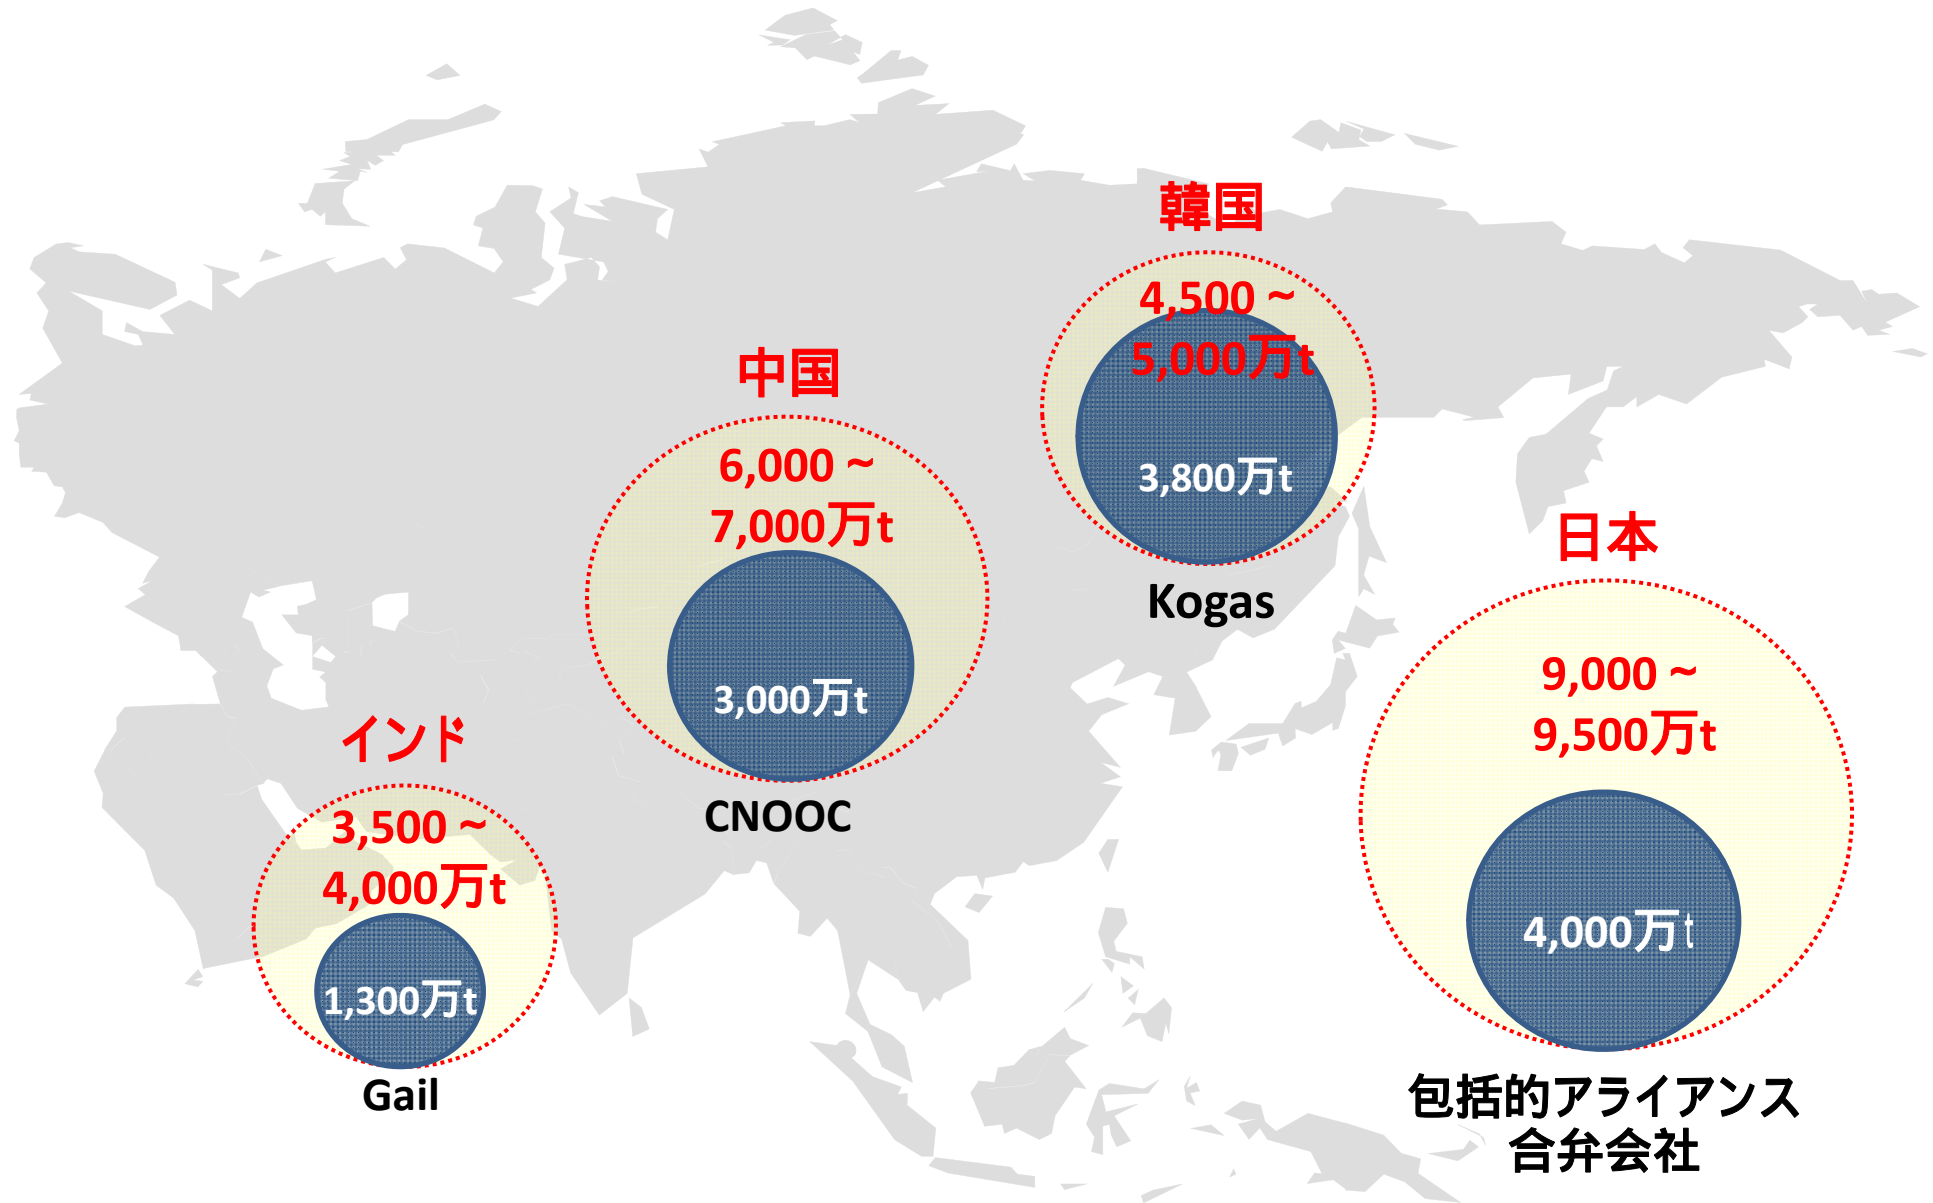 韓国
4,500 ~
5,000万t
3,800万t
Kogas
中国
6,000 ~
7,000万t
3,000万t
CNOOC
日本
9,000 ~
9,500万t
4,000万t
包括的アライアンス
合弁会社
インド
3,500 ~
4,000万t
1,300万t
Gail